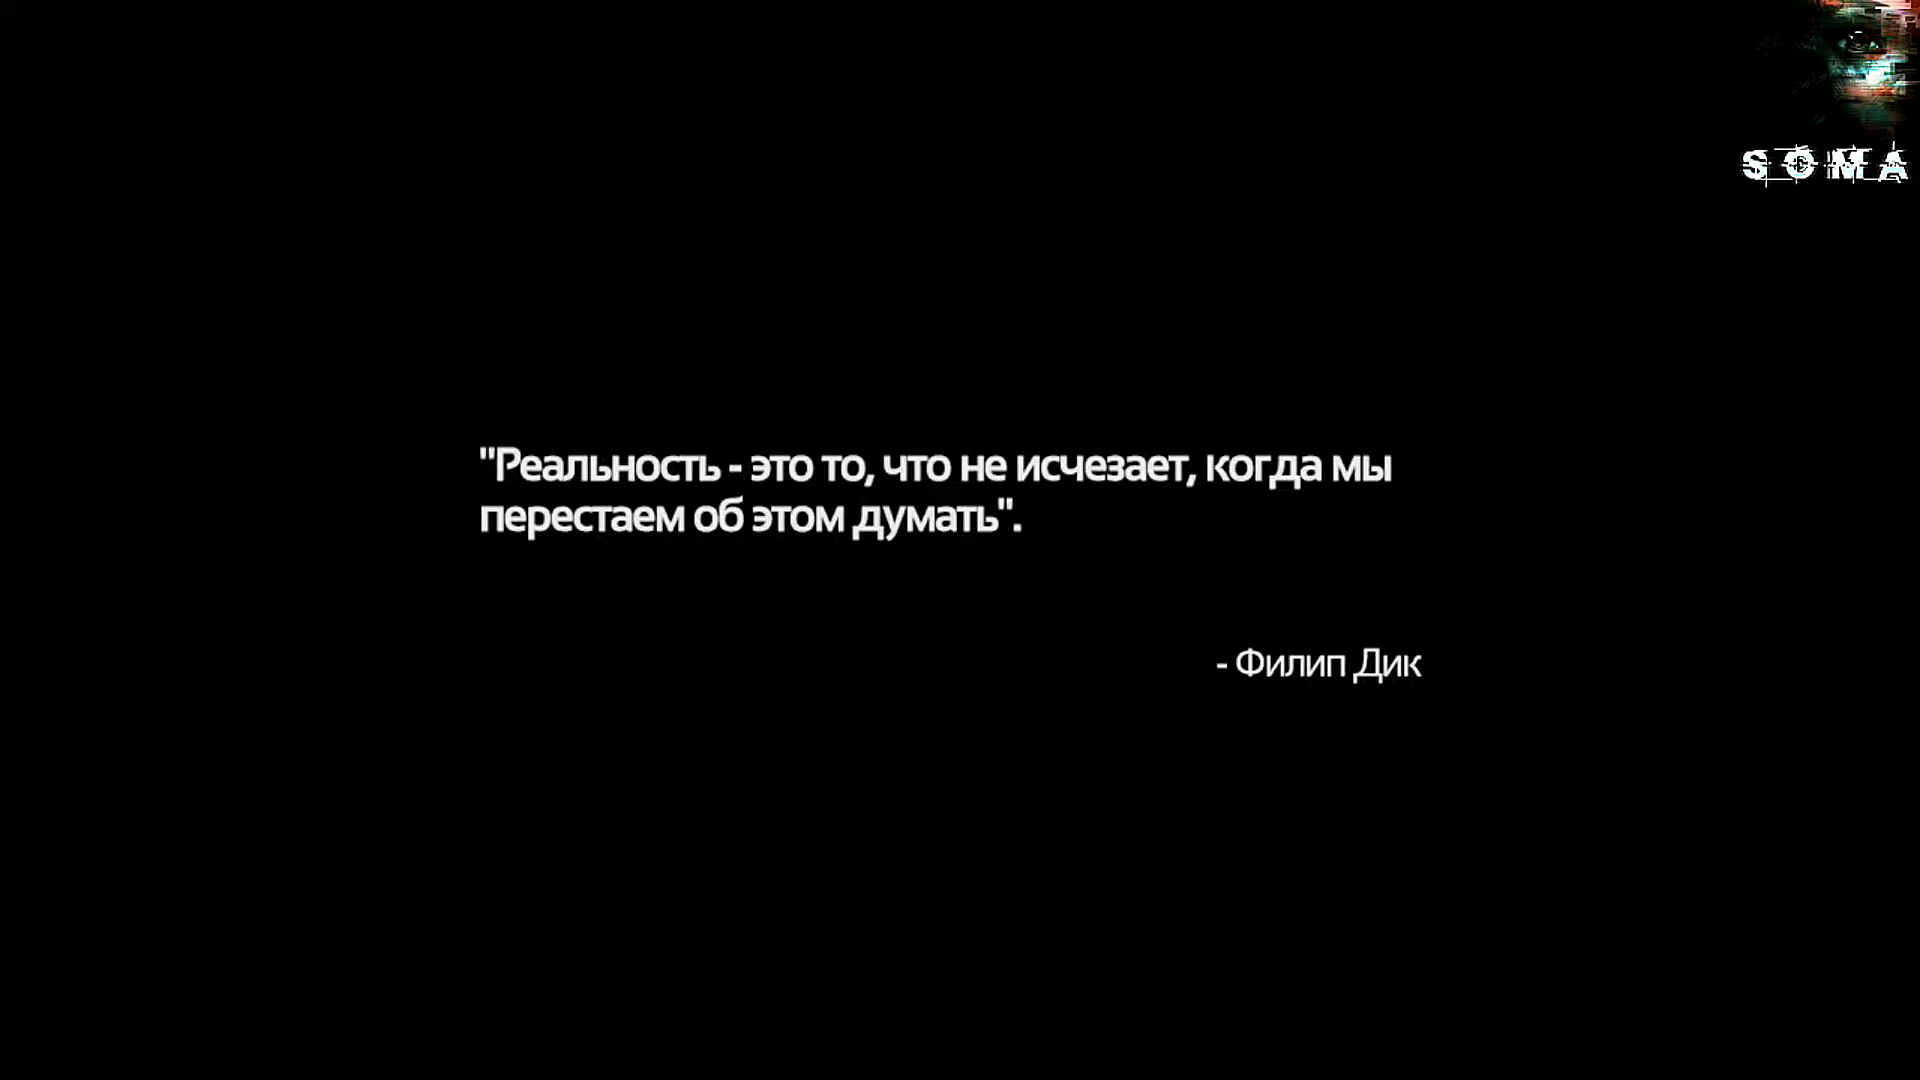 SOMA
"Реальность - это то, что не исчезает, когда мы
перестаем об этом думать".
- Филип Дик